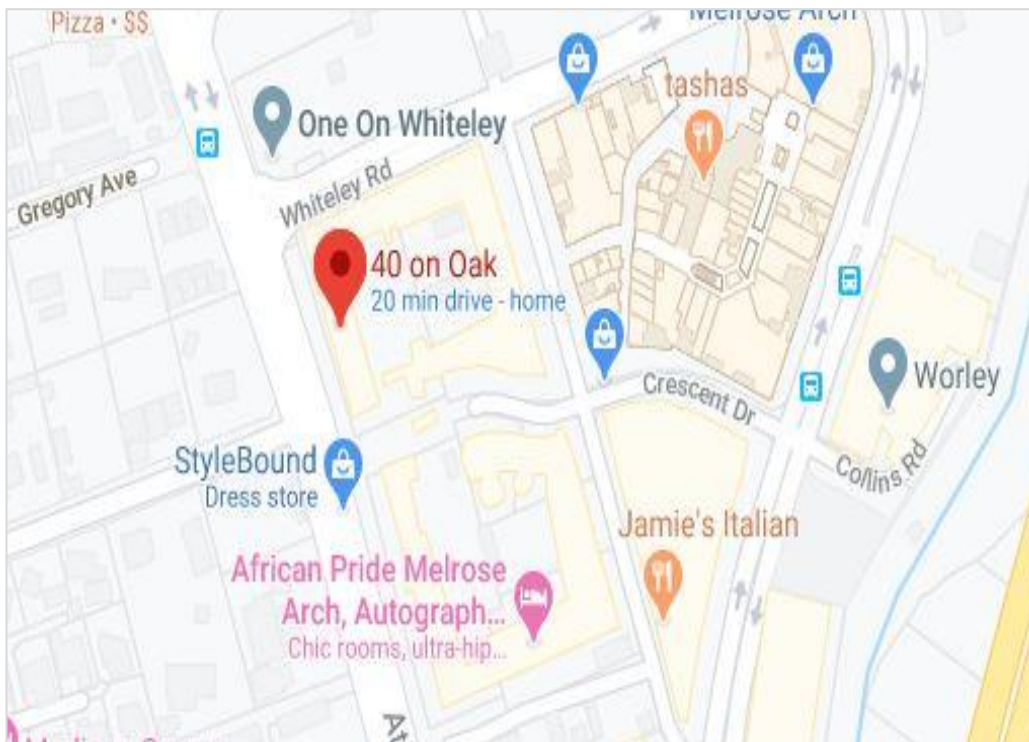 Pizza • $$
Melrose Arch
tashas
One On Whiteley
Gregory Ave
Whiteley Rd
40 on Oak
20 min drive - home
Worley
Crescent Dr
StyleBound
Dress store
Collins Rd
Jamie's Italian
African Pride Melrose
Arch, Autograph...
Chic rooms, ultra-hip...
At